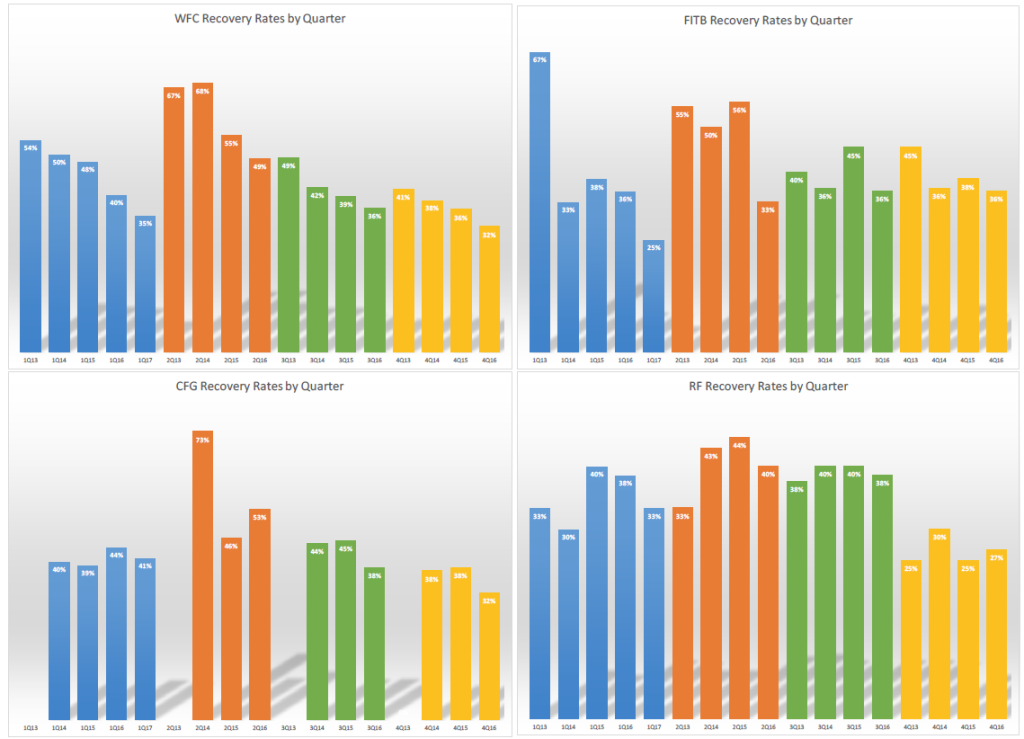 WFC Recovery Rates by Quarter
54% 50% 48% 40% 35% 67% 68% 55% 49% 49% 42% 39% 36% 41% 38% 36% 32%
1Q13 1Q14 1Q15 1Q16 1Q17 2Q13 2Q14 2Q15 2Q16 3Q13 3Q14 3Q15 3Q16 4Q13 4Q14 4Q15 4Q16
FITB Recovery Rates by Quarter
67% 33% 38% 36% 25% 55% 50% 56% 33% 40% 36% 45% 36% 45% 36% 38% 36%
1Q13 1Q14 1Q15 1Q16 1Q17 2Q13 2Q14 2Q15 2Q16 3Q13 3Q14 3Q15 3Q16 4Q13 4Q14 4Q15 4Q16
CFG Recovery Rates by Quarter
40% 39% 44% 41% 73% 46% 53% 44% 45% 38% 38% 38% 32%
1Q13 1Q14 1Q15 1Q16 1Q17 2Q13 2Q14 2Q15 2Q16 3Q13 3Q14 3Q15 3Q16 4Q13 4Q14 4Q15 4Q16
RF Recovery Rates by Quarter
33% 30% 40% 38% 33% 33% 43% 44% 40% 38% 40% 40% 38% 25% 30% 25% 27%
1Q13 1Q14 1Q15 1Q16 1Q17 2Q13 2Q14 2Q15 2Q16 3Q13 3Q14 3Q15 3Q16 4Q13 4Q14 4Q15 4Q16